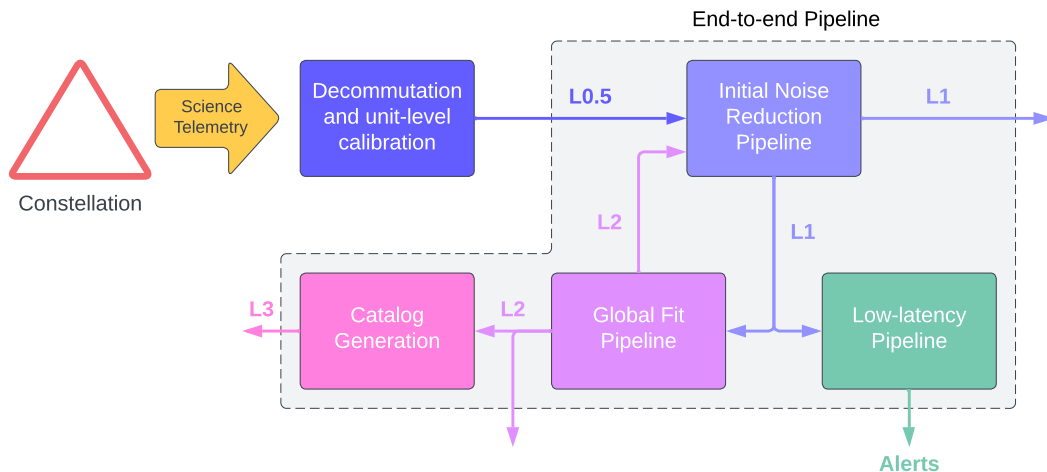 End-to-end Pipeline
Science
Telemetry
Decommutation
and unit-level
calibration
L0.5
Initial Noise
Reduction
Pipeline
L1
Constellation
L2
L1
L3
Catalog
Generation
L2
Global Fit
Pipeline
Low-latency
Pipeline
Alerts